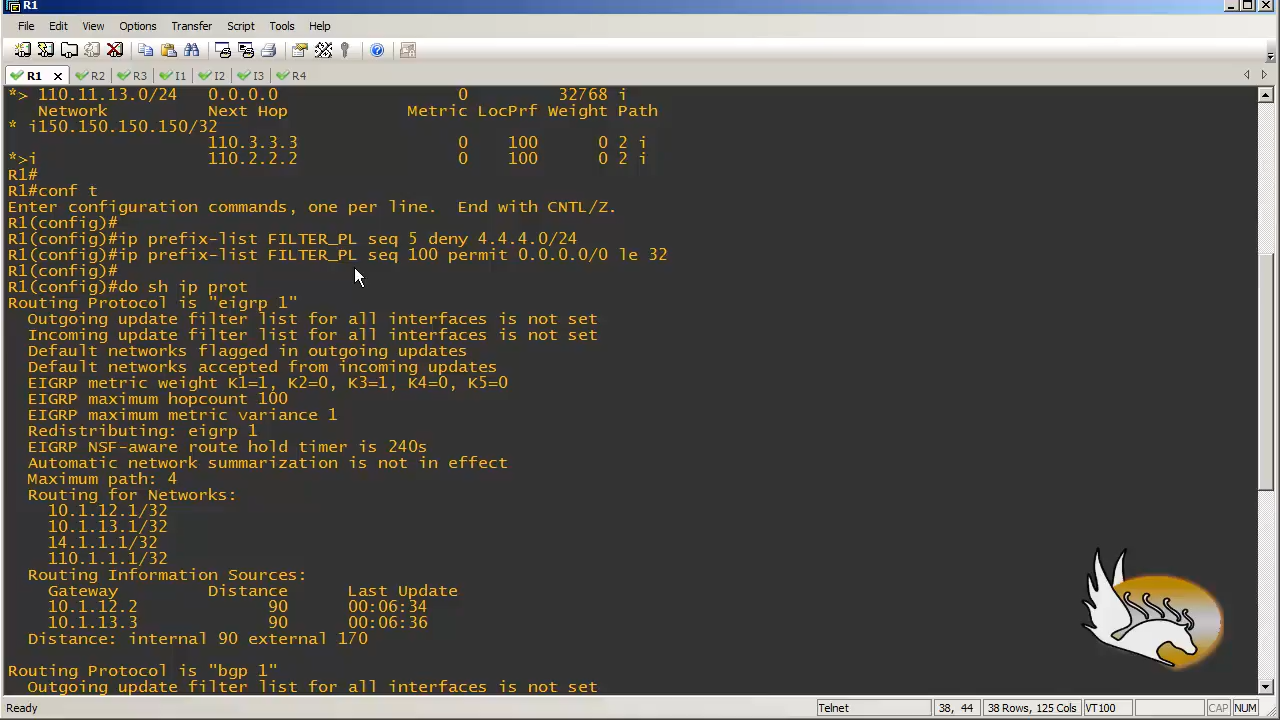 R1
File Edit View Options Transfer Script Tools Help
R1 x R2 R3 I1 I2 I3 R4
*> 110.11.13.0/24 0.0.0.0 0 32768 i
Network Next Hop Metric LocPrf Weight Path
* i150.150.150.150/32
110.3.3.3 0 100 0 2 i
*>i 110.2.2.2 0 100 0 2 i
R1#
R1#conf t
Enter configuration commands, one per line. End with CNTL/Z.
R1(config)#
R1(config)#ip prefix-list FILTER_PL seq 5 deny 4.4.4.0/24
R1(config)#ip prefix-list FILTER_PL seq 100 permit 0.0.0.0/0 le 32
R1(config)#
R1(config)#do sh ip prot
Routing Protocol is "eigrp 1"
Outgoing update filter list for all interfaces is not set
Incoming update filter list for all interfaces is not set
Default networks flagged in outgoing updates
Default networks accepted from incoming updates
EIGRP metric weight K1=1, K2=0, K3=1, K4=0, K5=0
EIGRP maximum hopcount 100
EIGRP maximum metric variance 1
Redistributing: eigrp 1
EIGRP NSF-aware route hold timer is 240s
Automatic network summarization is not in effect
Maximum path: 4
Routing for Networks:
10.1.12.1/32
10.1.13.1/32
14.1.1.1/32
110.1.1.1/32
Routing Information Sources:
Gateway Distance Last Update
10.1.12.2 90 00:06:34
10.1.13.3 90 00:06:36
Distance: internal 90 external 170
Routing Protocol is "bgp 1"
Outgoing update filter list for all interfaces is not set
Ready Telnet 38, 44 38 Rows, 125 Cols VT100 CAP NUM